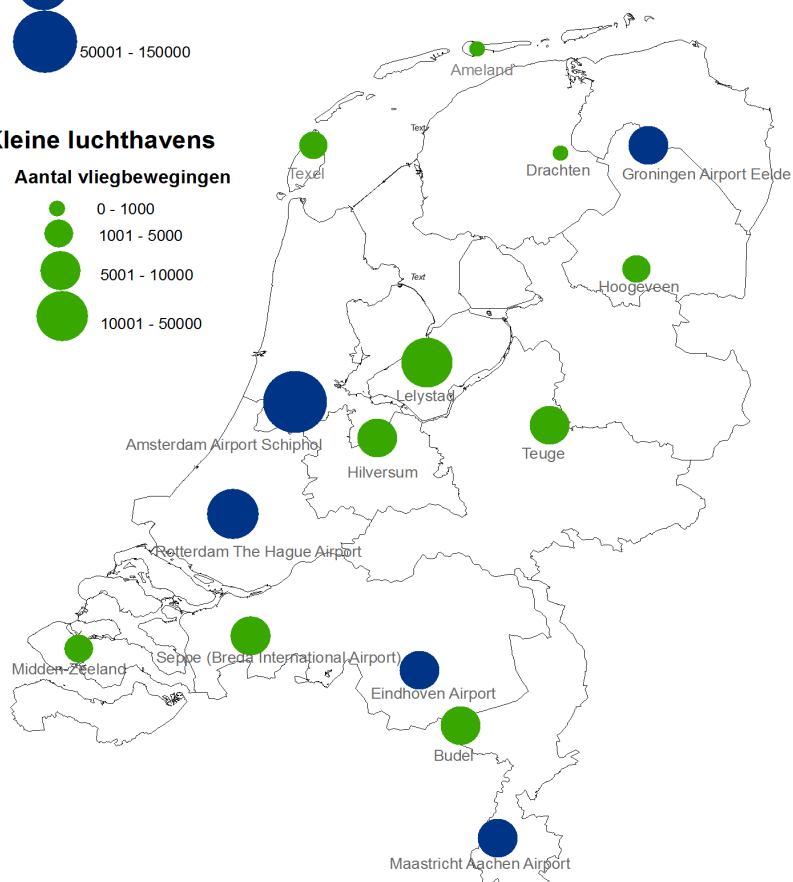 50001 - 150000
Kleine luchthavens
Aantal vliegbewegingen
0 - 1000
1001 - 5000
5001 - 10000
10001 - 50000
Ameland
Text
Texel
Drachten
Groningen Airport Eelde
Text
Hoogeveen
Lelystad
Amsterdam Airport Schiphol
Hilversum
Teuge
Rotterdam The Hague Airport
Seppe (Breda International Airport)
Midden-Zeeland
Eindhoven Airport
Budel
Maastricht Aachen Airport